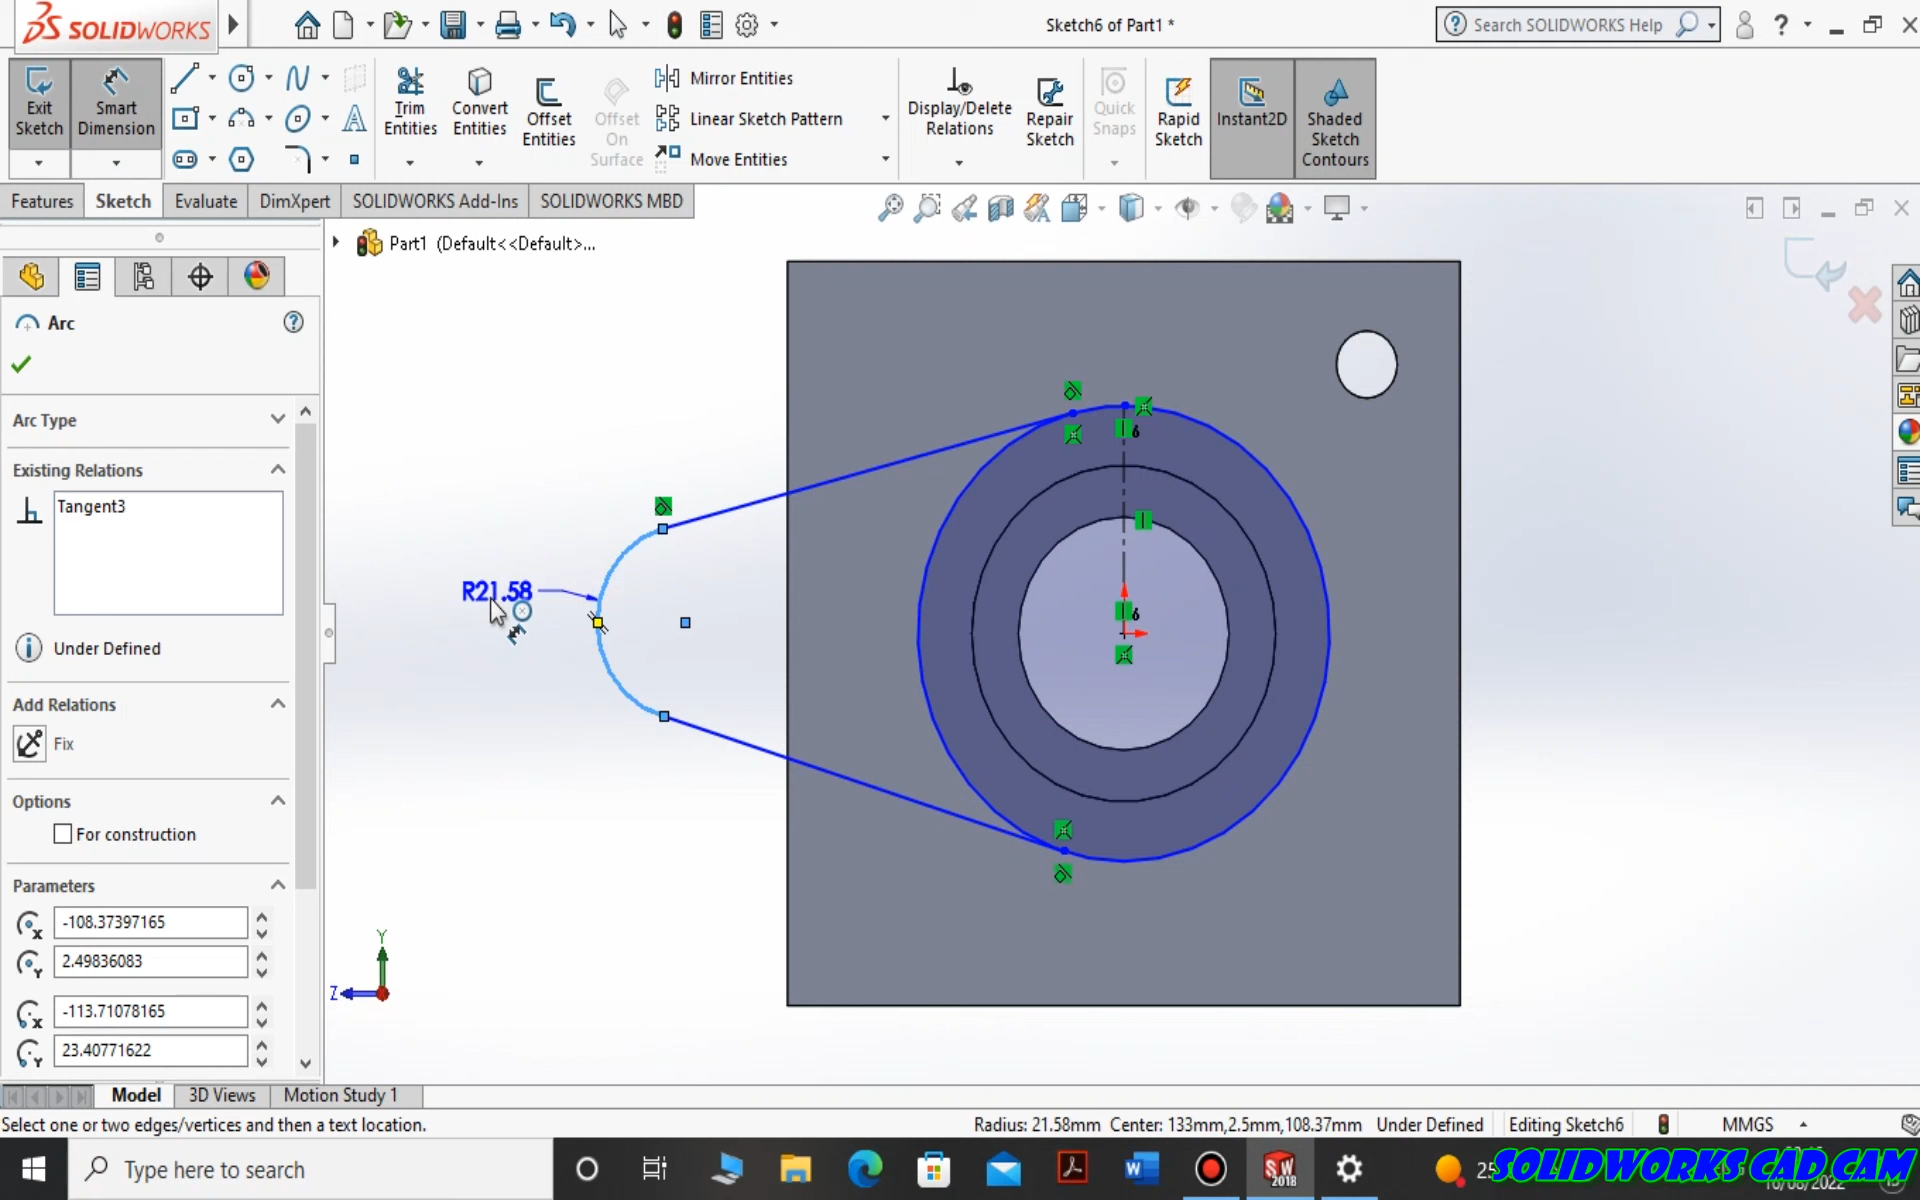 SOLIDWORKS
Sketch6 of Part1 *
Search SOLIDWORKS Help
Exit Sketch
Smart Dimension
Trim Entities
Convert Entities
Offset Entities
Offset On Surface
Mirror Entities
Linear Sketch Pattern
Move Entities
Display/Delete Relations
Repair Sketch
Quick Snaps
Rapid Sketch
Instant2D
Shaded Sketch Contours
Features
Sketch
Evaluate
DimXpert
SOLIDWORKS Add-Ins
SOLIDWORKS MBD
Part1 (Default<<Default>...
Arc
Arc Type
Existing Relations
Tangent3
Under Defined
Add Relations
Fix
Options
For construction
Parameters
-108.37397165
2.49836083
-113.71078165
23.40771622
R21.58
6
6
Y
Z
Model
3D Views
Motion Study 1
Select one or two edges/vertices and then a text location.
Radius: 21.58mm Center: 133mm,2.5mm,108.37mm
Under Defined
Editing Sketch6
MMGS
Type here to search
SW
2018
SOLIDWORKS CAD CAM